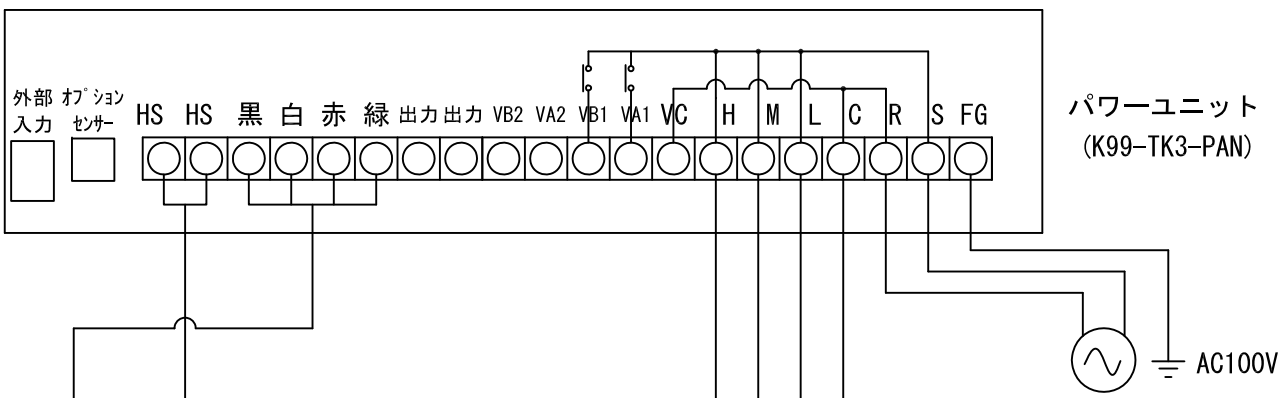 外部
入力
オプション
センサー
HS HS 黒 白 赤 緑 出力 出力 VB2 VA2 VB1 VA1 VC H M L C R S FG
パワーユニット
(K99-TK3-PAN)
AC100V